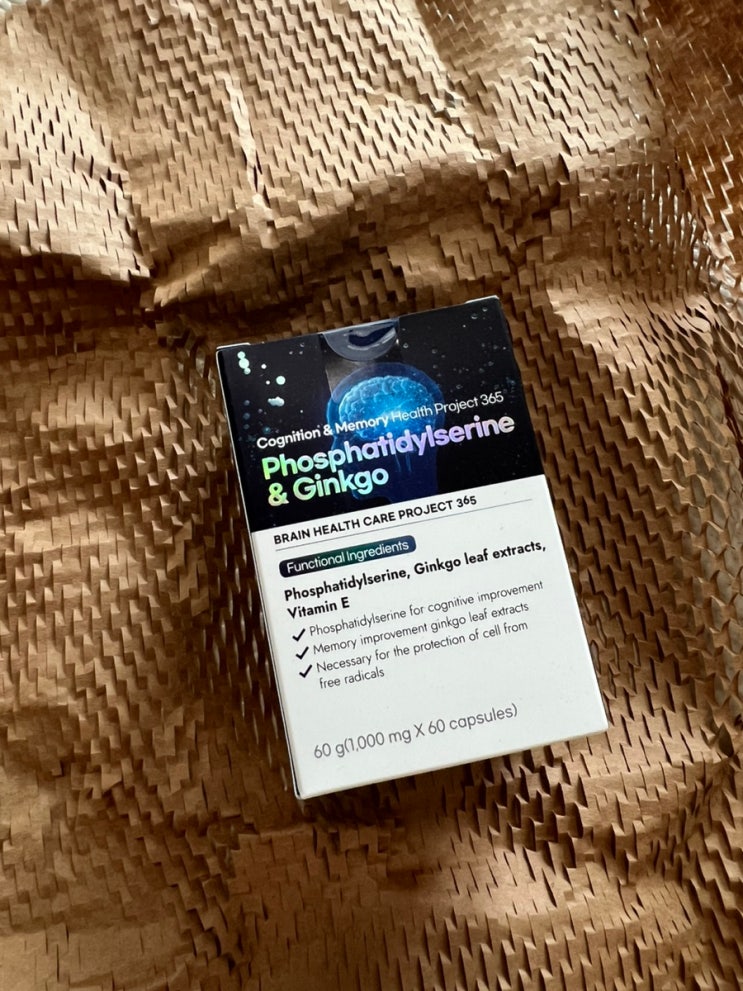 Cognition & Memory Health Project 365
Phosphatidylserine
& Ginkgo
BRAIN HEALTH CARE PROJECT 365
Functional Ingredients
Phosphatidylserine, Ginkgo leaf extracts,
Vitamin E
Phosphatidylserine for cognitive improvement
Memory improvement ginkgo leaf extracts
Necessary for the protection of cell from
free radicals
60 g(1,000 mg X 60 capsules)